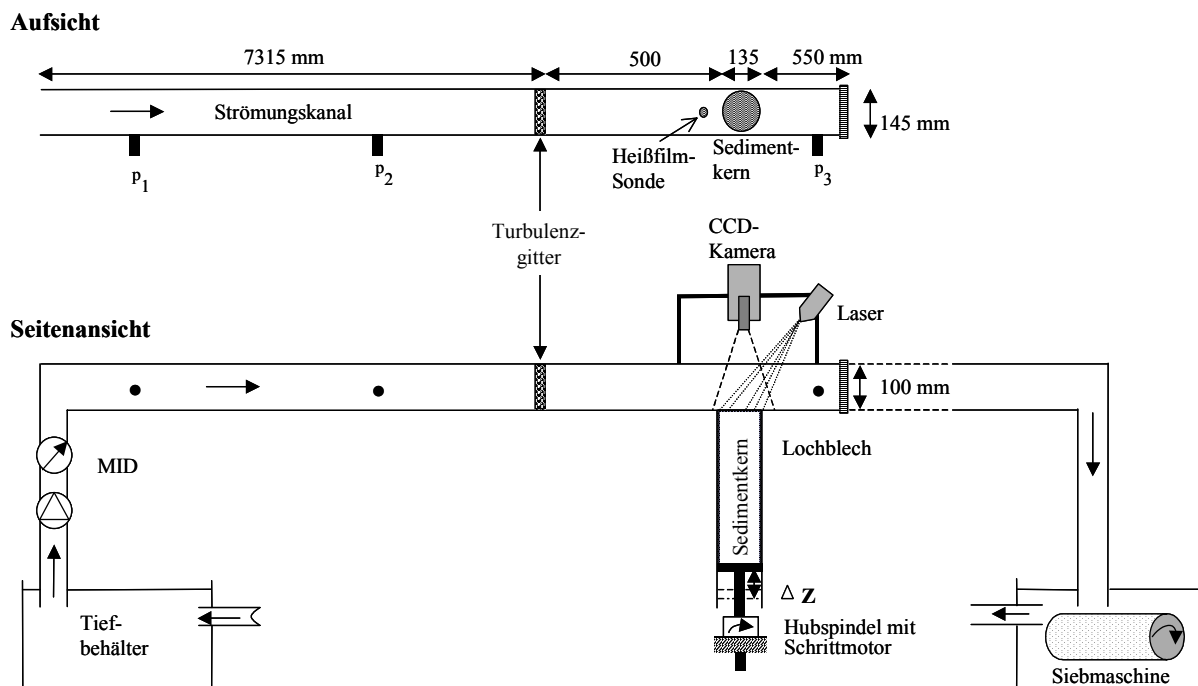 Aufsicht
7315 mm
500
135
550 mm
Strömungskanal
145 mm
Heißfilm-
Sonde
Sediment-
kern
p1
p2
p3
Turbulenz-
gitter
CCD-
Kamera
Laser
Seitenansicht
100 mm
MID
Lochblech
Sedimentkern
Δ Z
Tief-
behälter
Hubspindel mit
Schrittmotor
Siebmaschine